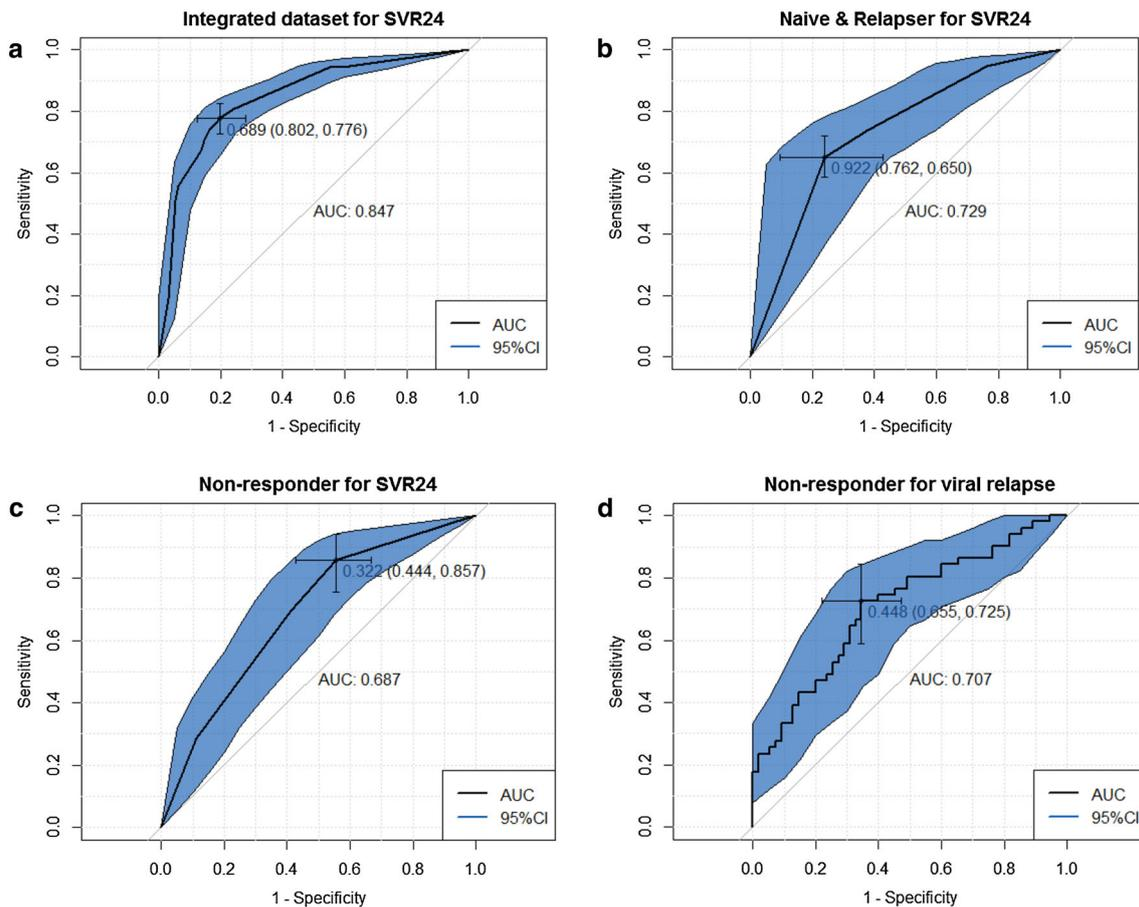 Integrated dataset for SVR24
a
Sensitivity
1.0
0.8
0.6
0.4
0.2
0.0
0.689 (0.802, 0.776)
AUC: 0.847
AUC
95%CI
0.0 0.2 0.4 0.6 0.8 1.0
1 - Specificity
Naive & Relapser for SVR24
b
Sensitivity
1.0
0.8
0.6
0.4
0.2
0.0
0.922 (0.762, 0.650)
AUC: 0.729
AUC
95%CI
0.0 0.2 0.4 0.6 0.8 1.0
1 - Specificity
Non-responder for SVR24
c
Sensitivity
1.0
0.8
0.6
0.4
0.2
0.0
0.322 (0.444, 0.857)
AUC: 0.687
AUC
95%CI
0.0 0.2 0.4 0.6 0.8 1.0
1 - Specificity
Non-responder for viral relapse
d
Sensitivity
1.0
0.8
0.6
0.4
0.2
0.0
0.448 (0.655, 0.725)
AUC: 0.707
AUC
95%CI
0.0 0.2 0.4 0.6 0.8 1.0
1 - Specificity